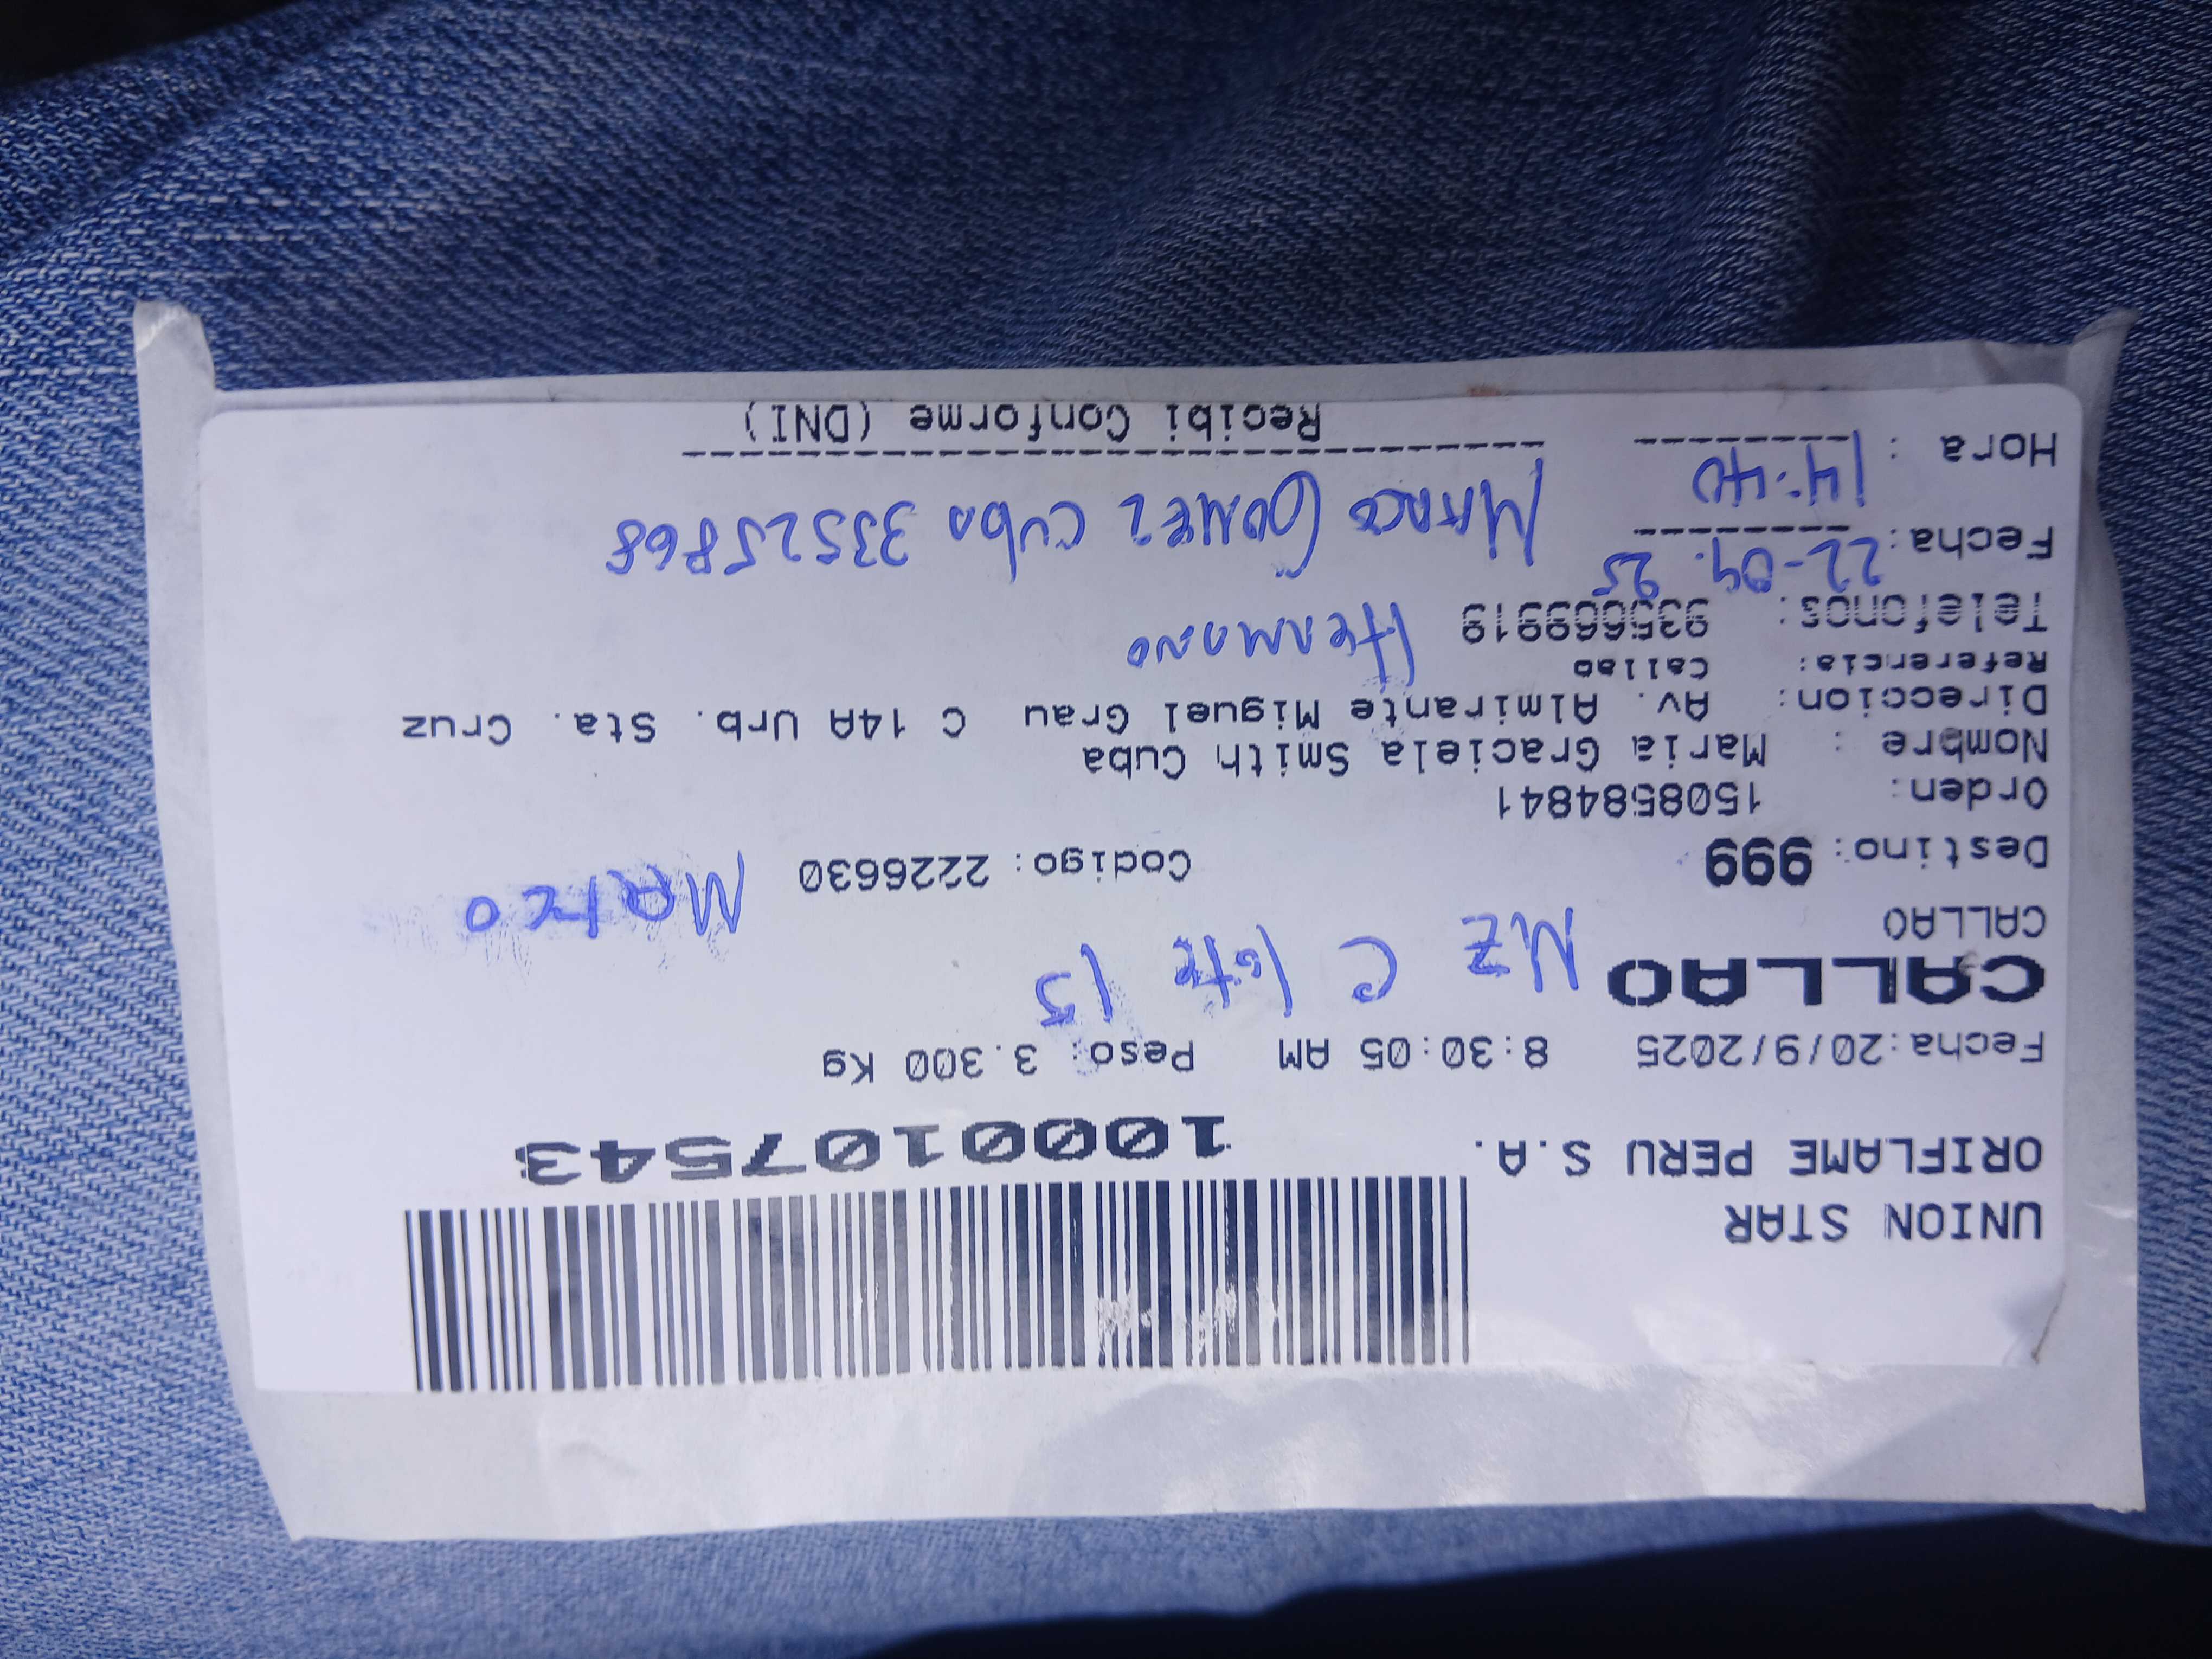 UNION STAR
ORIFLAME PERU S.A.
1000107543
Fecha:20/9/2025 8:30:05 AM Peso: 3.300 Kg
CALLAO MZ C lote 15
CALLAO MARCO
Destino: 999 Codigo: 2226630
Orden: 1508584841
Nombre : Maria Graciela Smith Cuba
Direccion: Av. Almirante Miguel Grau C 14A Urb. Sta. Cruz
Referencia: Callao
Telefonos: 935669919 Hermano
Fecha: 22-09.25 MARCO GOMEZ Cuba 33525868
Hora : 14:40
Recibi Conforme (DNI)